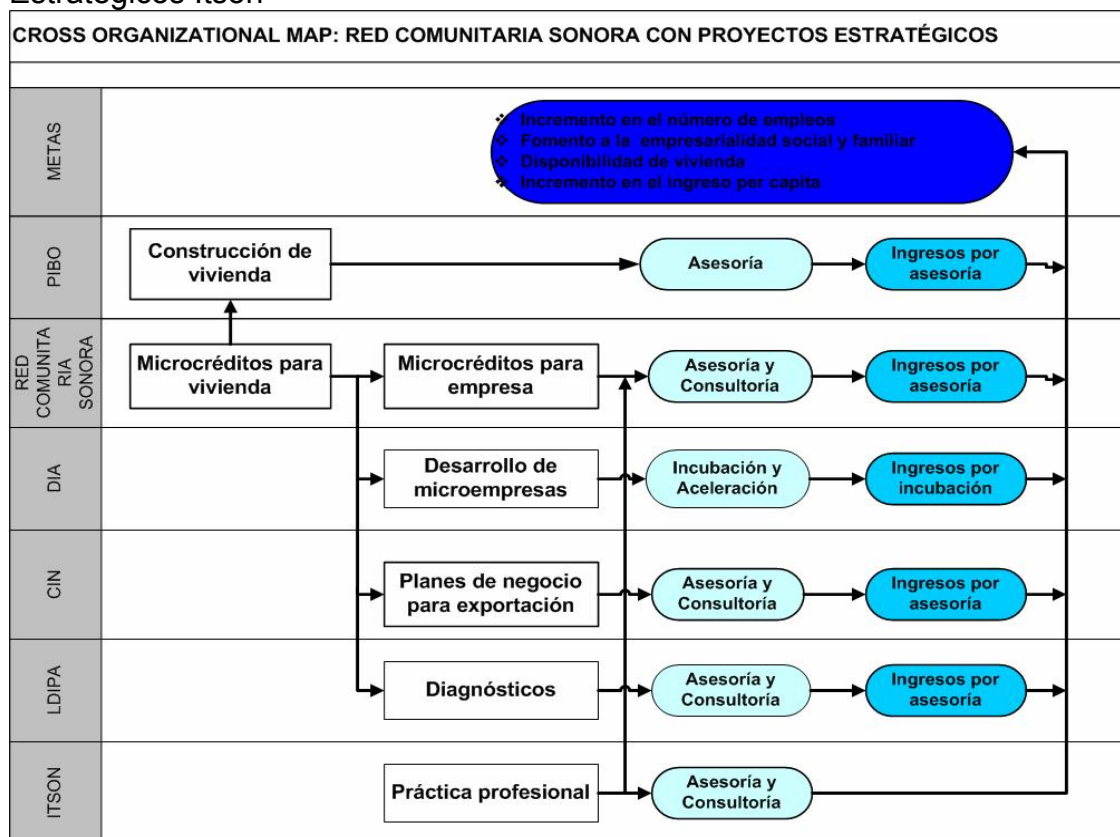 Estratégicos Itson
CROSS ORGANIZATIONAL MAP: RED COMUNITARIA SONORA CON PROYECTOS ESTRATÉGICOS
METAS
Incremento en el número de empleos
Fomento a la empresarialidad social y familiar
Disponibilidad de vivienda
Incremento en el ingreso per capita
PIBO
Construcción de
vivienda
Asesoría
Ingresos por
asesoría
RED
COMUNITA
RIA
SONORA
Microcréditos para
vivienda
Microcréditos para
empresa
Asesoría y
Consultoría
Ingresos por
asesoría
DIA
Desarrollo de
microempresas
Incubación y
Aceleración
Ingresos por
incubación
CIN
Planes de negocio
para exportación
Asesoría y
Consultoría
Ingresos por
asesoría
LDIPA
Diagnósticos
Asesoría y
Consultoría
Ingresos por
asesoría
ITSON
Práctica profesional
Asesoría y
Consultoría